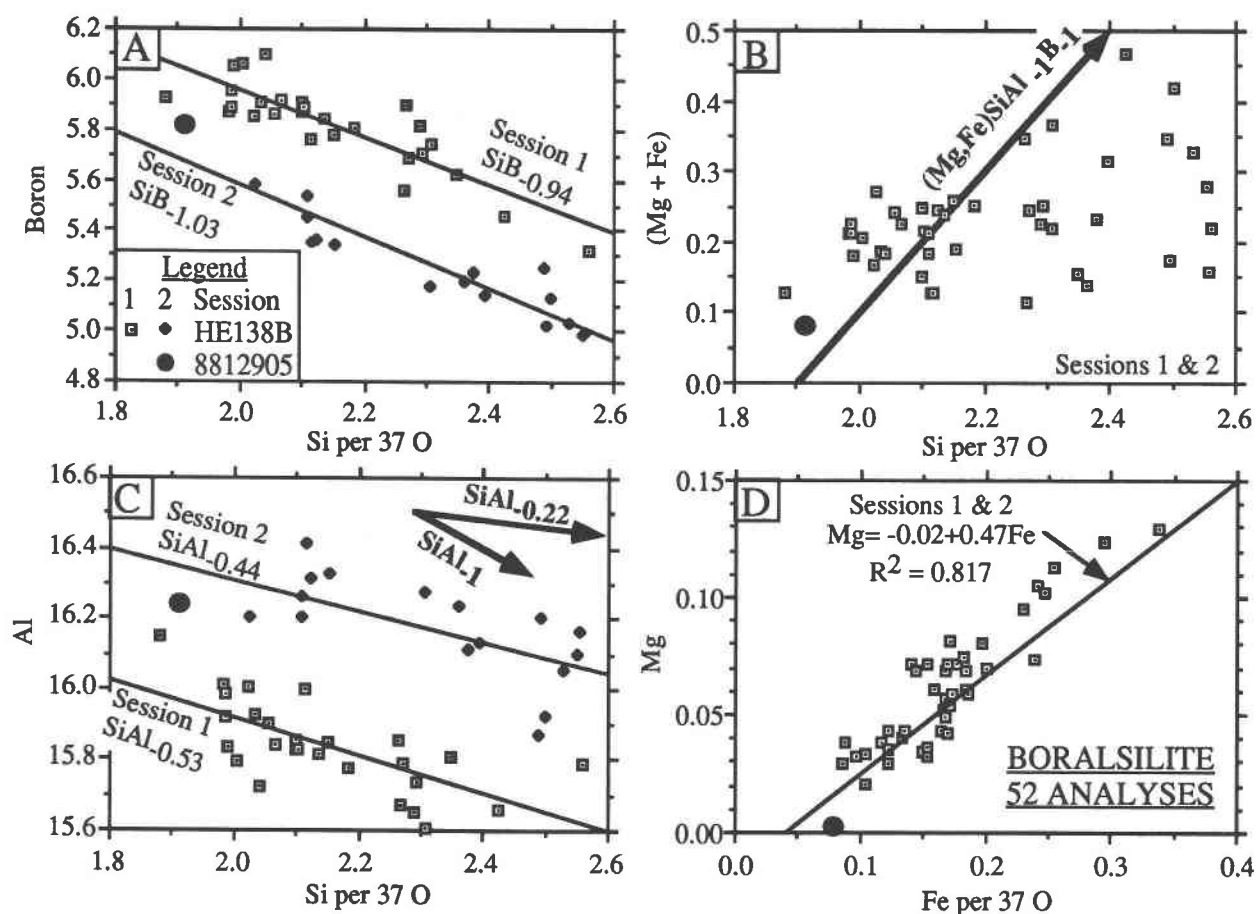 A
6.2
6.0
5.8
5.6
5.4
5.2
5.0
4.8
Boron
Session 1
SiB-0.94
Session 2
SiB-1.03
Legend
1 2 Session
HE138B
8812905
1.8 2.0 2.2 2.4 2.6
Si per 37 O
B
0.5
0.4
0.3
0.2
0.1
0.0
(Mg + Fe)
(Mg,Fe)SiAl-1B-1
Sessions 1 & 2
1.8 2.0 2.2 2.4 2.6
Si per 37 O
C
16.6
16.4
16.2
16.0
15.8
15.6
Al
Session 2
SiAl-0.44
SiAl-0.22
SiAl-1
Session 1
SiAl-0.53
1.8 2.0 2.2 2.4 2.6
Si per 37 O
D
0.15
0.10
0.05
0.00
Mg
Sessions 1 & 2
Mg= -0.02+0.47Fe
R2 = 0.817
BORALSILITE
52 ANALYSES
0.0 0.1 0.2 0.3 0.4
Fe per 37 O